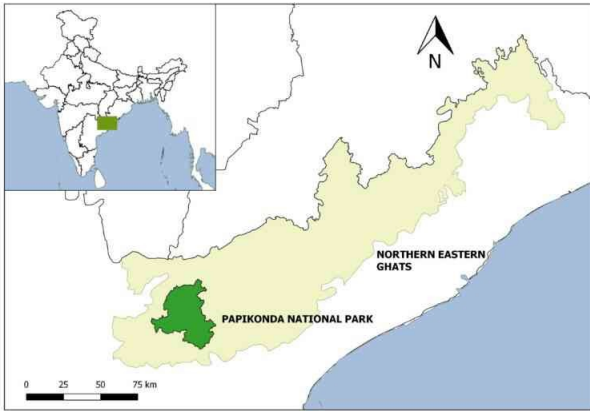 N
NORTHERN EASTERN
GHATS
PAPIKONDA NATIONAL PARK
0 25 50 75 km